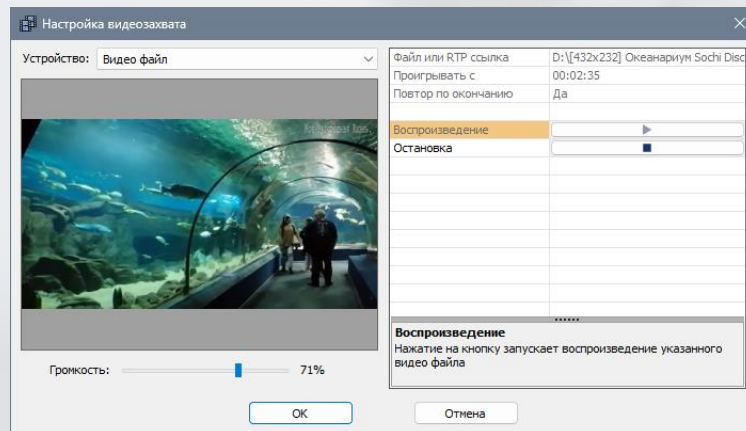 Настройка видеозахвата
Устройство: Видео файл
Файл или RTP ссылка D:\[432x232] Океанариум Sochi Disc
Проигрывать с 00:02:35
Повтор по окончанию Да
Воспроизведение
Остановка
Воспроизведение
Нажатие на кнопку запускает воспроизведение указанного
видео файла
Громкость: 71%
OK Отмена